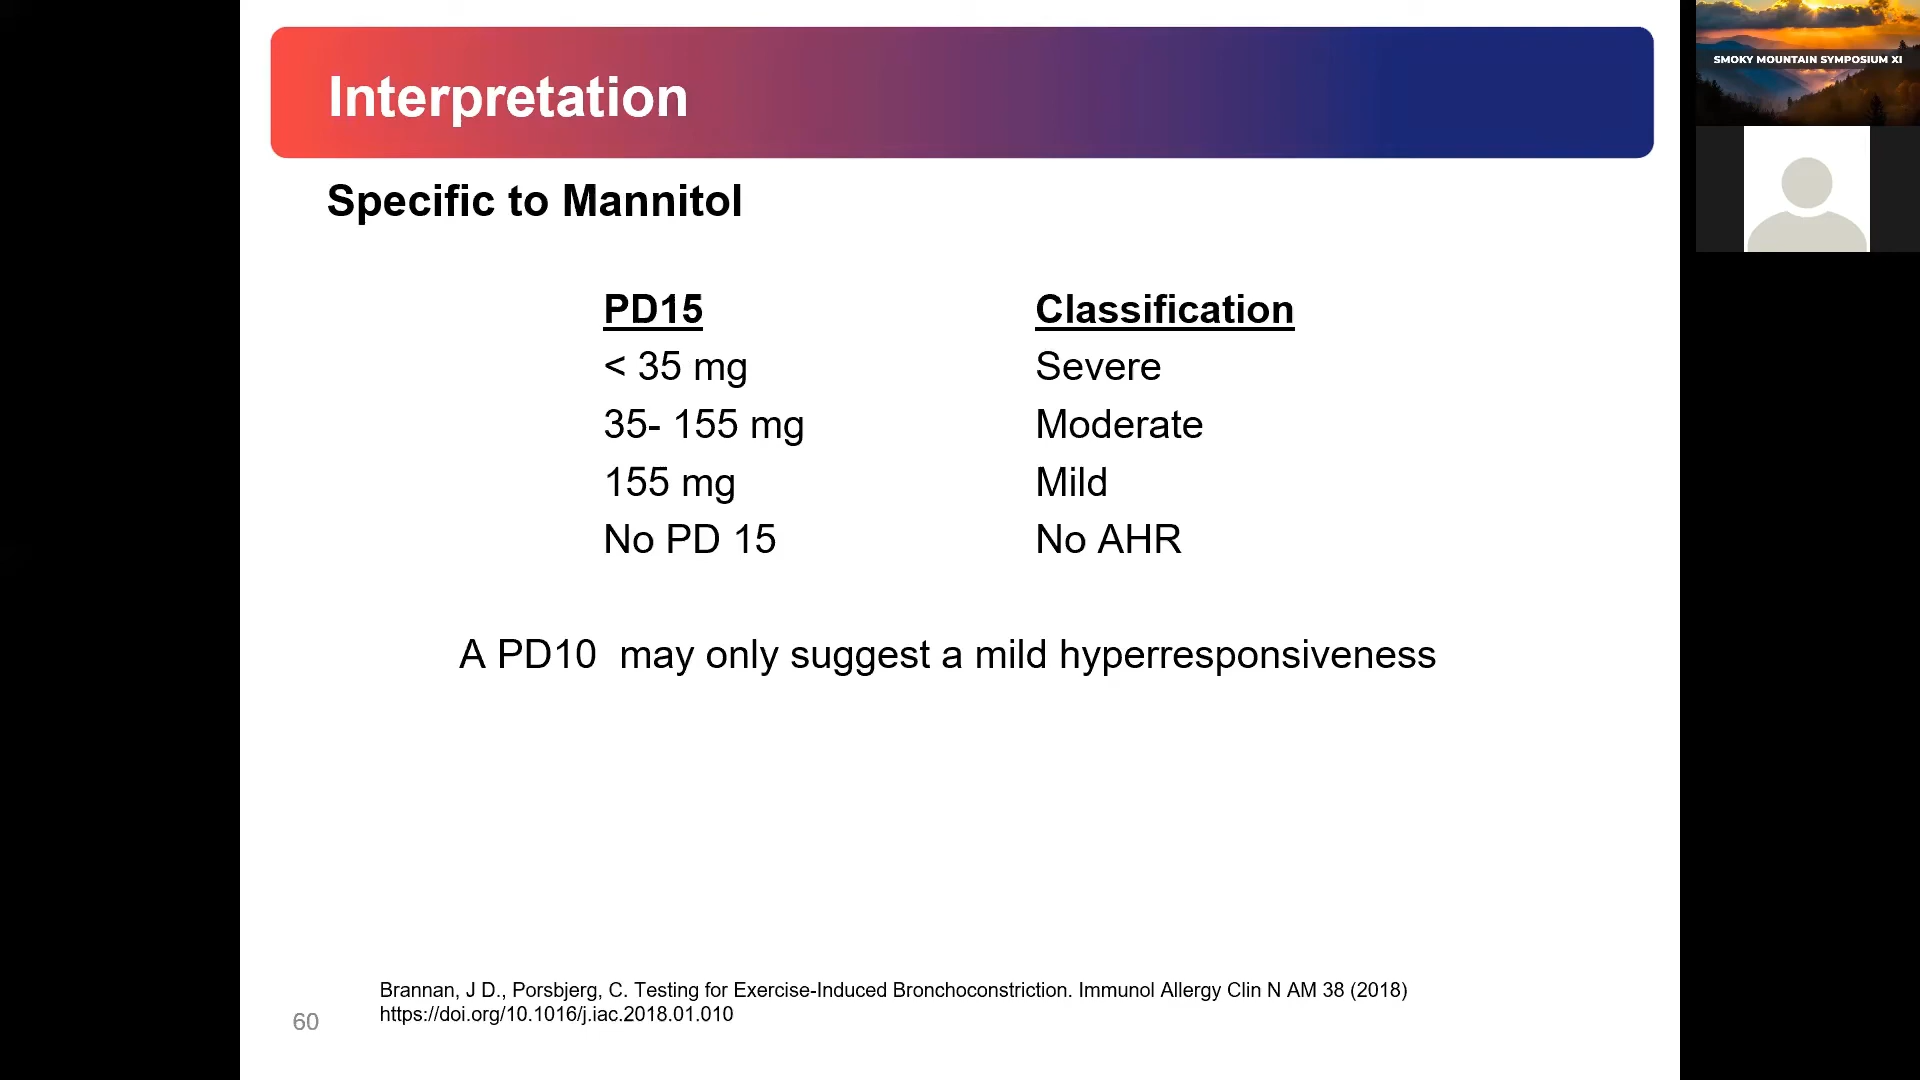 Interpretation
SMOKY MOUNTAIN SYMPOSIUM XI
Specific to Mannitol
PD15 Classification
< 35 mg Severe
35- 155 mg Moderate
155 mg Mild
No PD 15 No AHR
A PD10  may only suggest a mild hyperresponsiveness
Brannan, J D., Porsbjerg, C. Testing for Exercise-Induced Bronchoconstriction. Immunol Allergy Clin N AM 38 (2018)
https://doi.org/10.1016/j.iac.2018.01.010
60